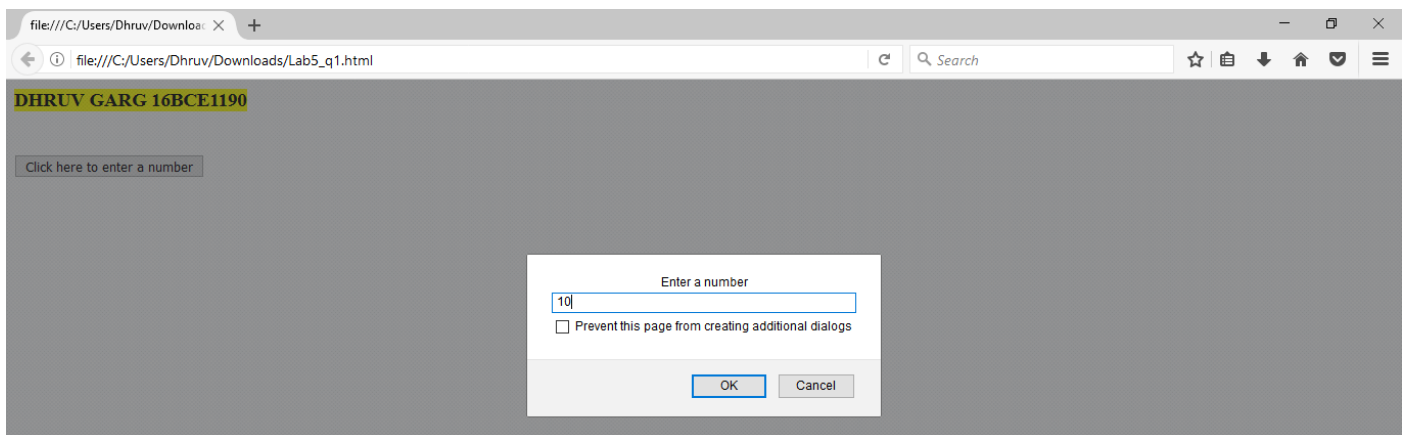 file:///C:/Users/Dhruv/Downloac
file:///C:/Users/Dhruv/Downloads/Lab5_q1.html
Search
DHRUV GARG 16BCE1190
Click here to enter a number
Enter a number
10
Prevent this page from creating additional dialogs
OK Cancel